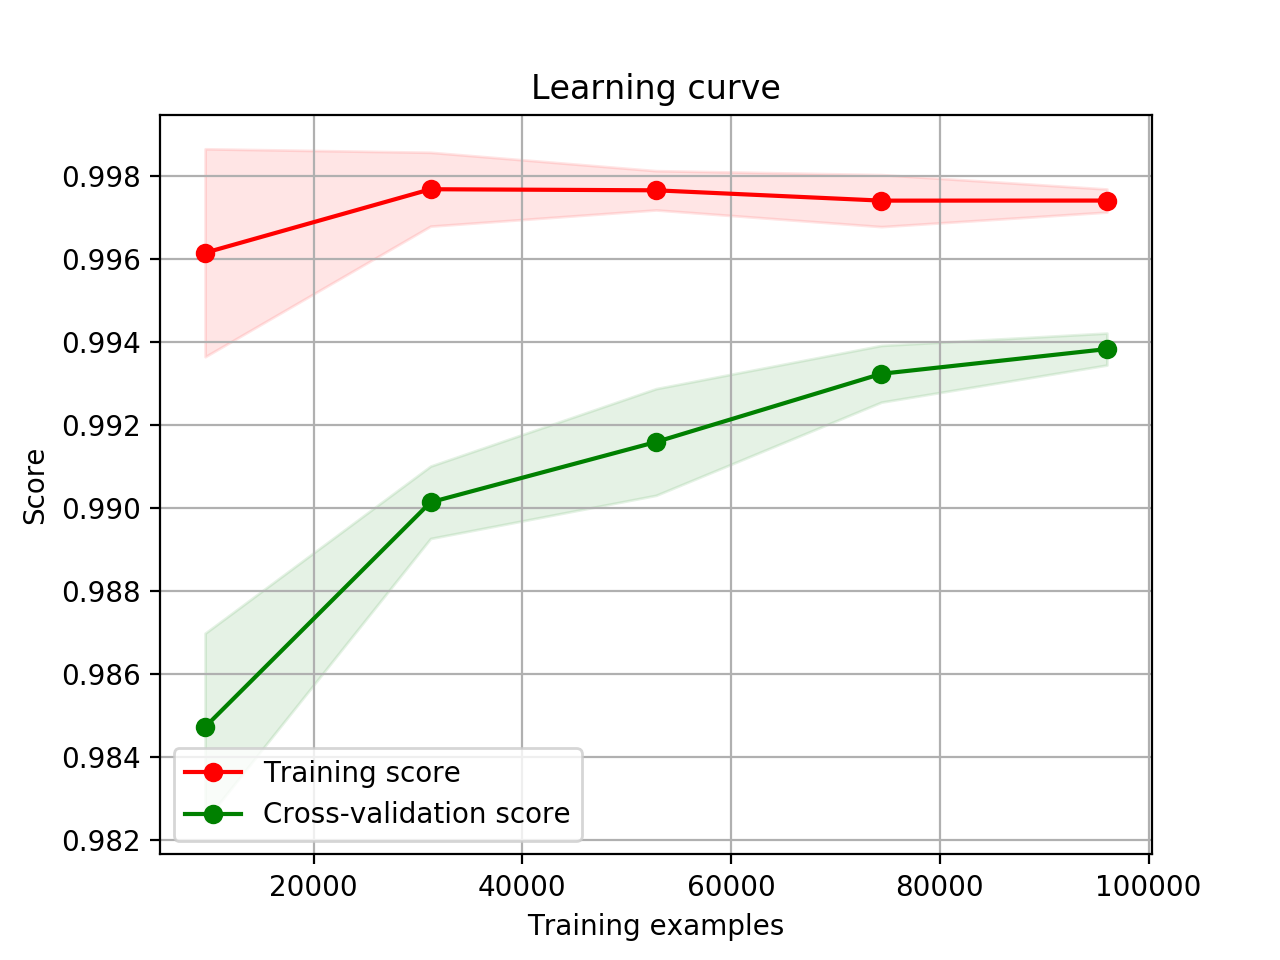 Learning curve
0.998
0.996
0.994
0.992
0.990
0.988
0.986
0.984
0.982
Score
Training score
Cross-validation score
20000 40000 60000 80000 100000
Training examples